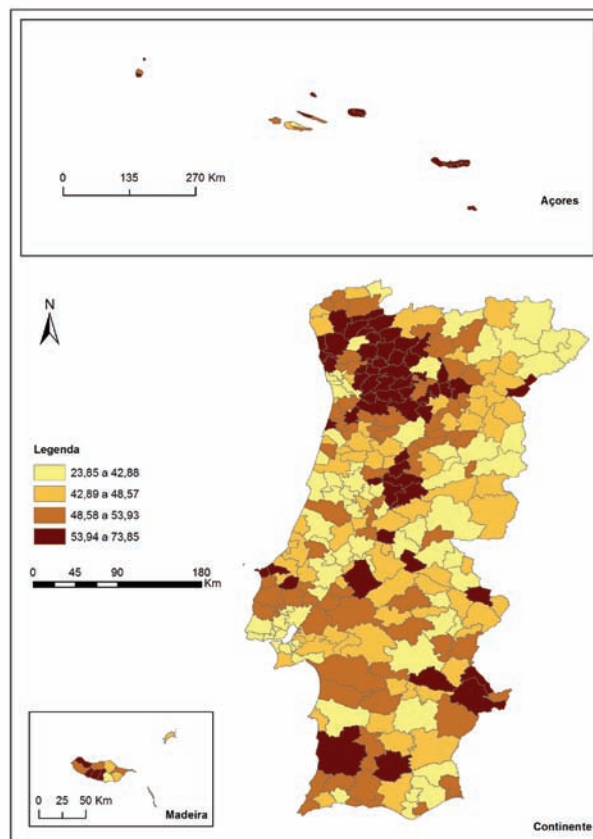 0 135 270 Km
Açores
N
Legenda
23,85 a 42,88
42,89 a 48,57
48,58 a 53,93
53,94 a 73,85
0 45 90 180
Km
0 25 50 Km
Madeira
Continente